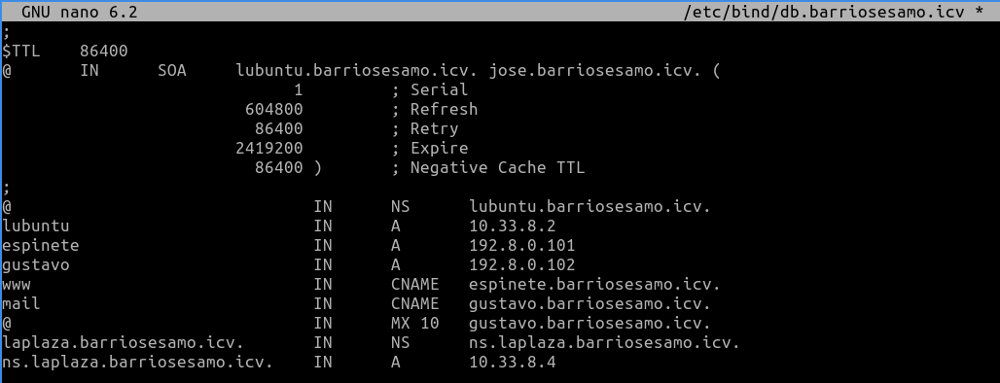 GNU nano 6.2 /etc/bind/db.barriosesamo.icv *
;
$TTL 86400
@ IN SOA lubuntu.barriosesamo.icv. jose.barriosesamo.icv. (
1 ; Serial
604800 ; Refresh
86400 ; Retry
2419200 ; Expire
86400 ) ; Negative Cache TTL
;
@ IN NS lubuntu.barriosesamo.icv.
lubuntu IN A 10.33.8.2
espinete IN A 192.8.0.101
gustavo IN A 192.8.0.102
www IN CNAME espinete.barriosesamo.icv.
mail IN CNAME gustavo.barriosesamo.icv.
@ IN MX 10 gustavo.barriosesamo.icv.
laplaza.barriosesamo.icv. IN NS ns.laplaza.barriosesamo.icv.
ns.laplaza.barriosesamo.icv. IN A 10.33.8.4